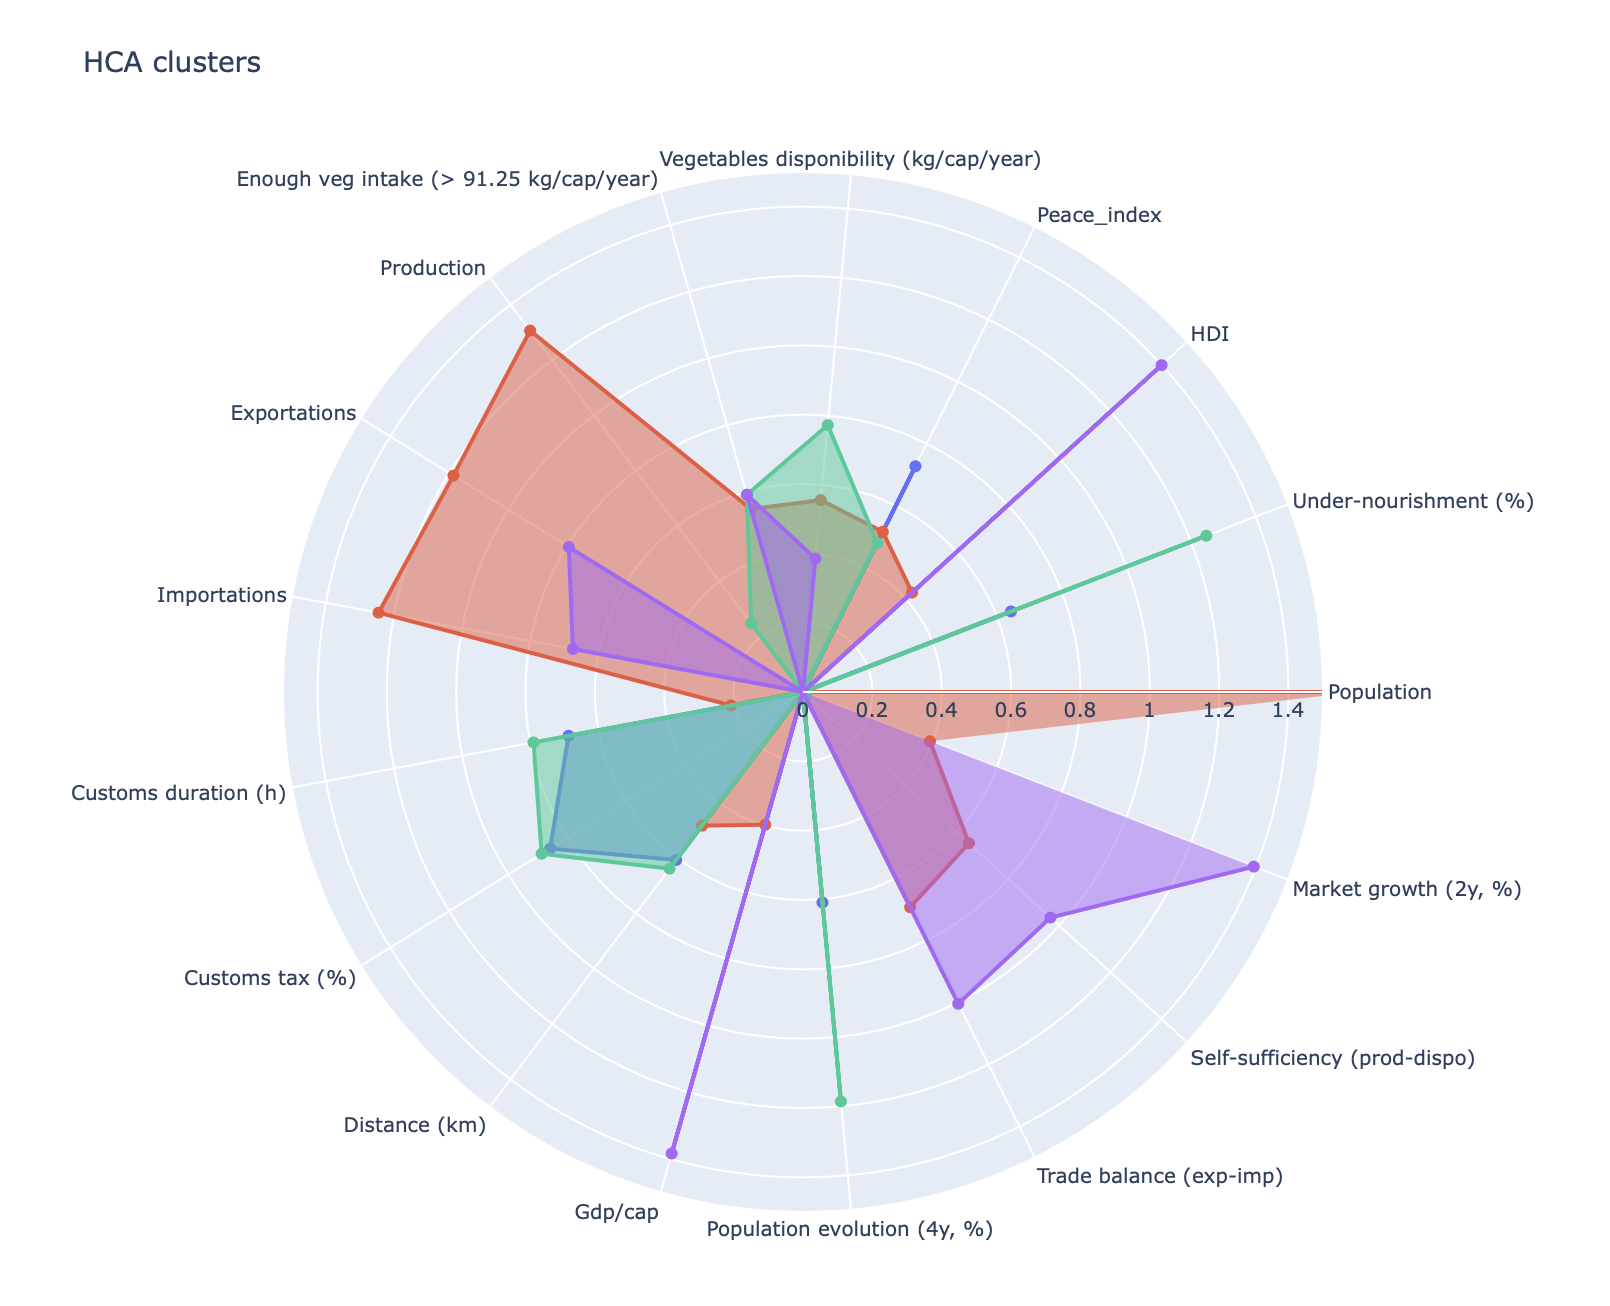 HCA clusters
Vegetables disponibility (kg/cap/year)
Enough veg intake (> 91.25 kg/cap/year)
Peace_index
Production
HDI
Exportations
Under-nourishment (%)
Importations
Population
0 0.2 0.4 0.6 0.8 1 1.2 1.4
Customs duration (h)
Market growth (2y, %)
Customs tax (%)
Self-sufficiency (prod-dispo)
Distance (km)
Trade balance (exp-imp)
Gdp/cap
Population evolution (4y, %)